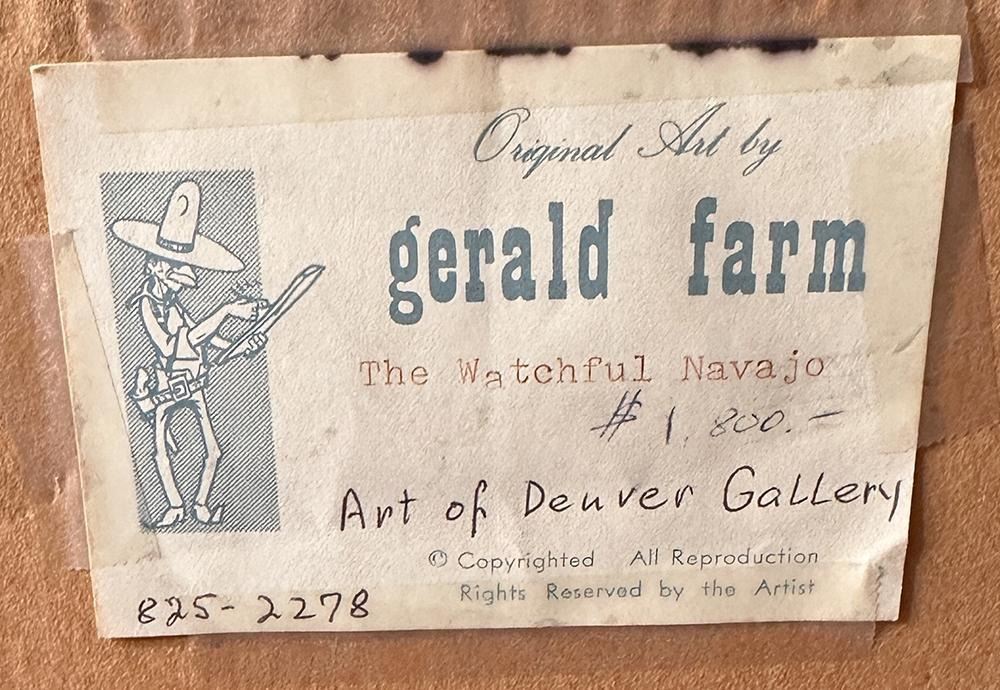 Original Art by
gerald farm
The Watchful Navajo
$1,800.-
Art of Denver Gallery
© Copyrighted All Reproduction
Rights Reserved by the Artist
825-2278